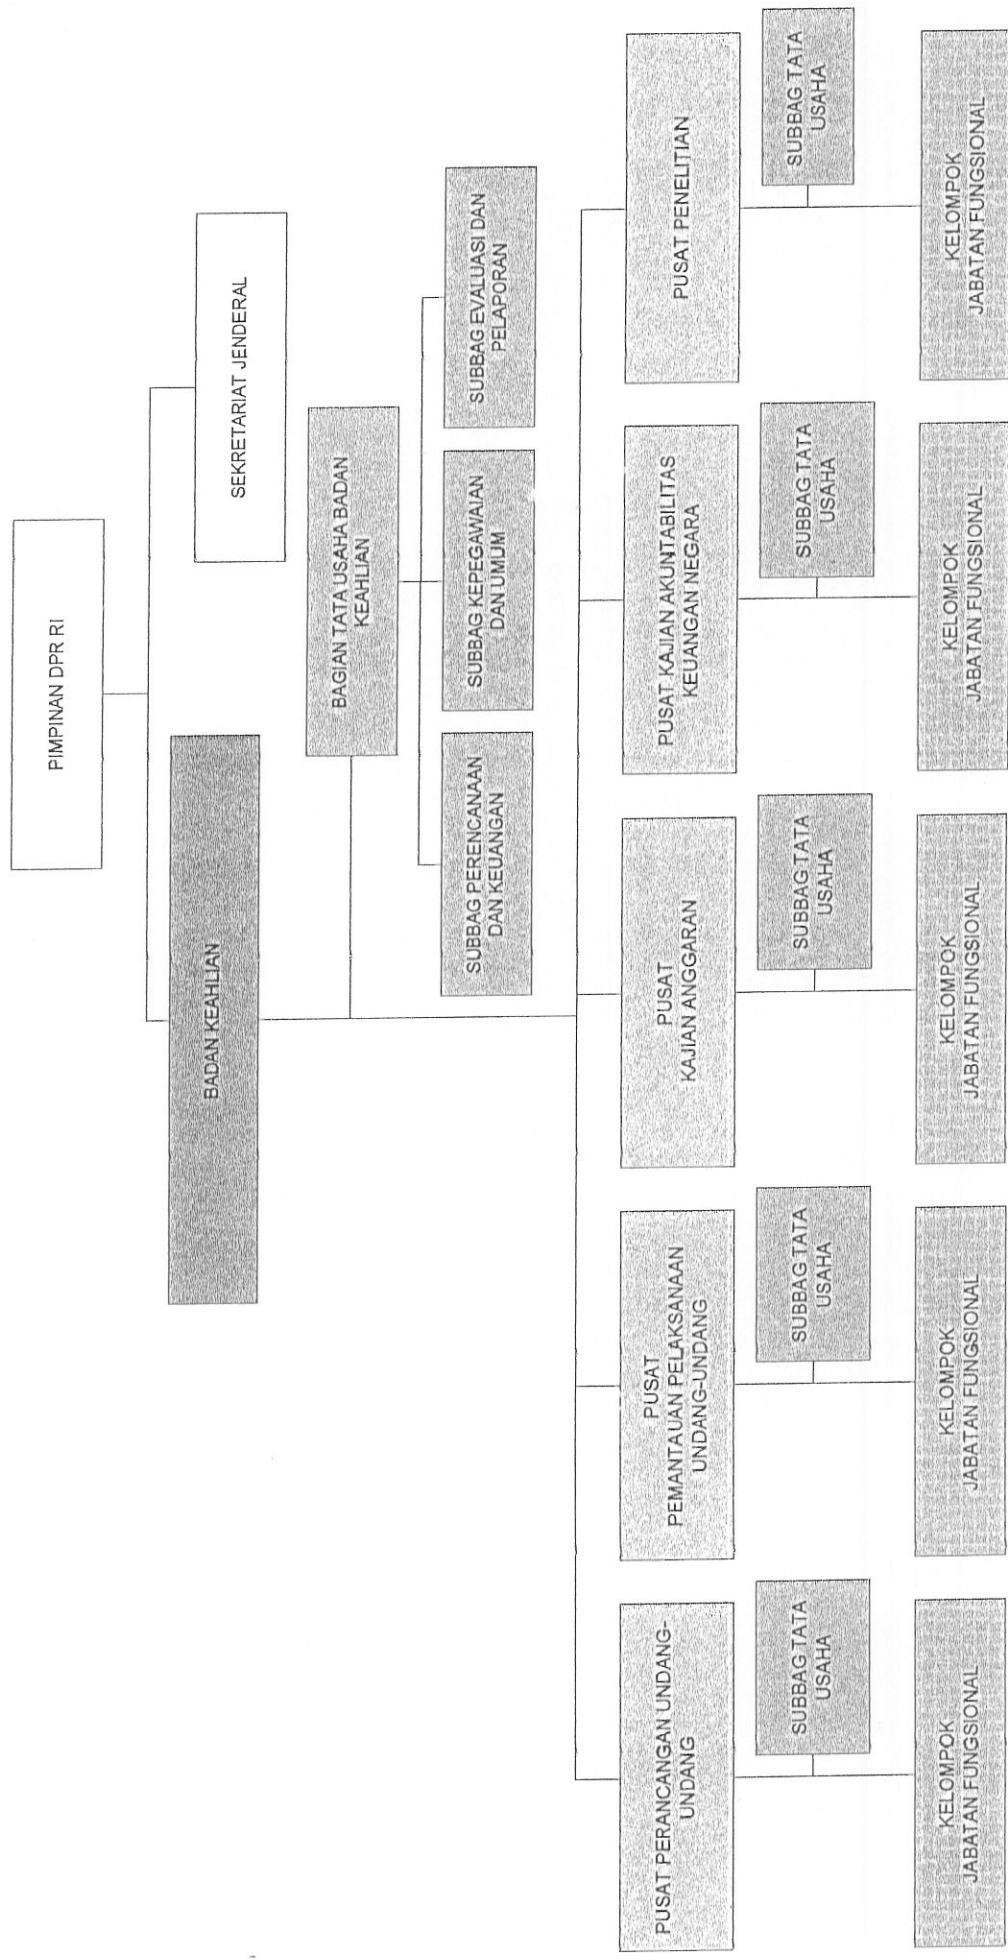 PIMPINAN DPR RI
BADAN KEAHLIAN
SEKRETARIAT JENDERAL
BAGIAN TATA USAHA BADAN
KEAHLIAN
SUBBAG PERENCANAAN
DAN KEUANGAN
SUBBAG KEPEGAWAIAN
DAN UMUM
SUBBAG EVALUASI DAN
PELAPORAN
PUSAT PERANCANGAN UNDANG-
UNDANG
PUSAT
PEMANTAUAN PELAKSANAAN
UNDANG-UNDANG
PUSAT
KAJIAN ANGGARAN
PUSAT KAJIAN AKUNTABILITAS
KEUANGAN NEGARA
PUSAT PENELITIAN
SUBBAG TATA
USAHA
SUBBAG TATA
USAHA
SUBBAG TATA
USAHA
SUBBAG TATA
USAHA
SUBBAG TATA
USAHA
KELOMPOK
JABATAN FUNGSIONAL
KELOMPOK
JABATAN FUNGSIONAL
KELOMPOK
JABATAN FUNGSIONAL
KELOMPOK
JABATAN FUNGSIONAL
KELOMPOK
JABATAN FUNGSIONAL